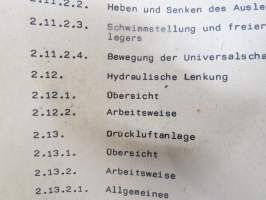 2.11.2.2. Heben und Senken des Ausle
2.11.2.3. Schwimmstellung und freier
legers
2.11.2.4. Bewegung der Universalscha
2.12. Hydraulische Lenkung
2.12.1. Übersicht
2.12.2. Arbeitsweise
2.13. Druckluftanlage
2.13.1. Übersicht
2.13.2. Arbeitsweise
2.13.2.1. Allgemeines